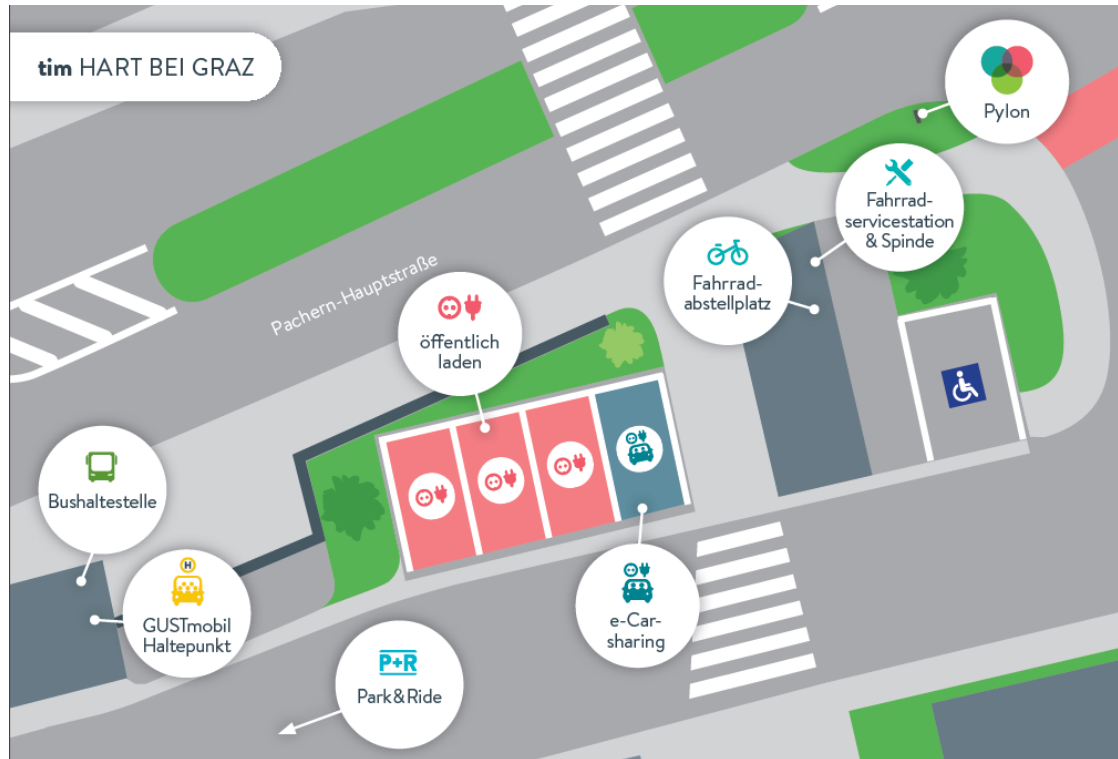 tim HART BEI GRAZ
Pylon
Fahrrad-
servicestation
& Spinde
Fahrrad-
abstellplatz
Pachern-Hauptstraße
öffentlich
laden
Bushaltestelle
H
GUSTmobil
Haltepunkt
e-Car-
sharing
P+R
Park&Ride